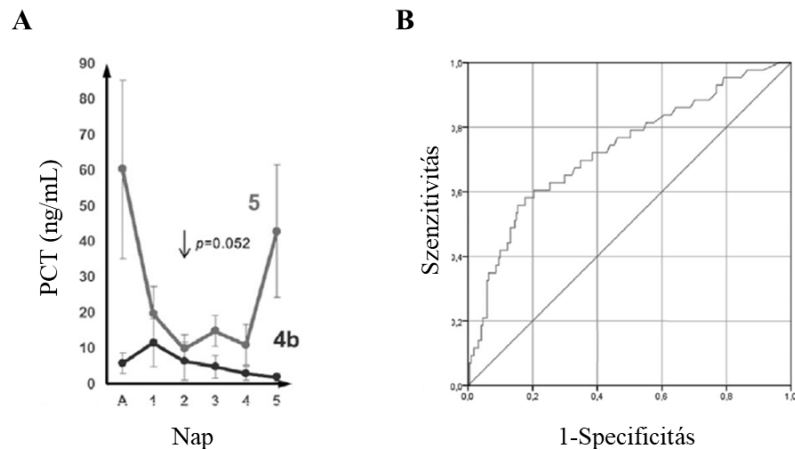 A
PCT (ng/mL)
90
80
70
60
50
40
30
20
10
0
5
p=0.052
4b
A 1 2 3 4 5
Nap
B
Szenzitivitás
1,0
0,8
0,6
0,4
0,2
0,0
0,0 0,2 0,4 0,6 0,8 1,0
1-Specificitás